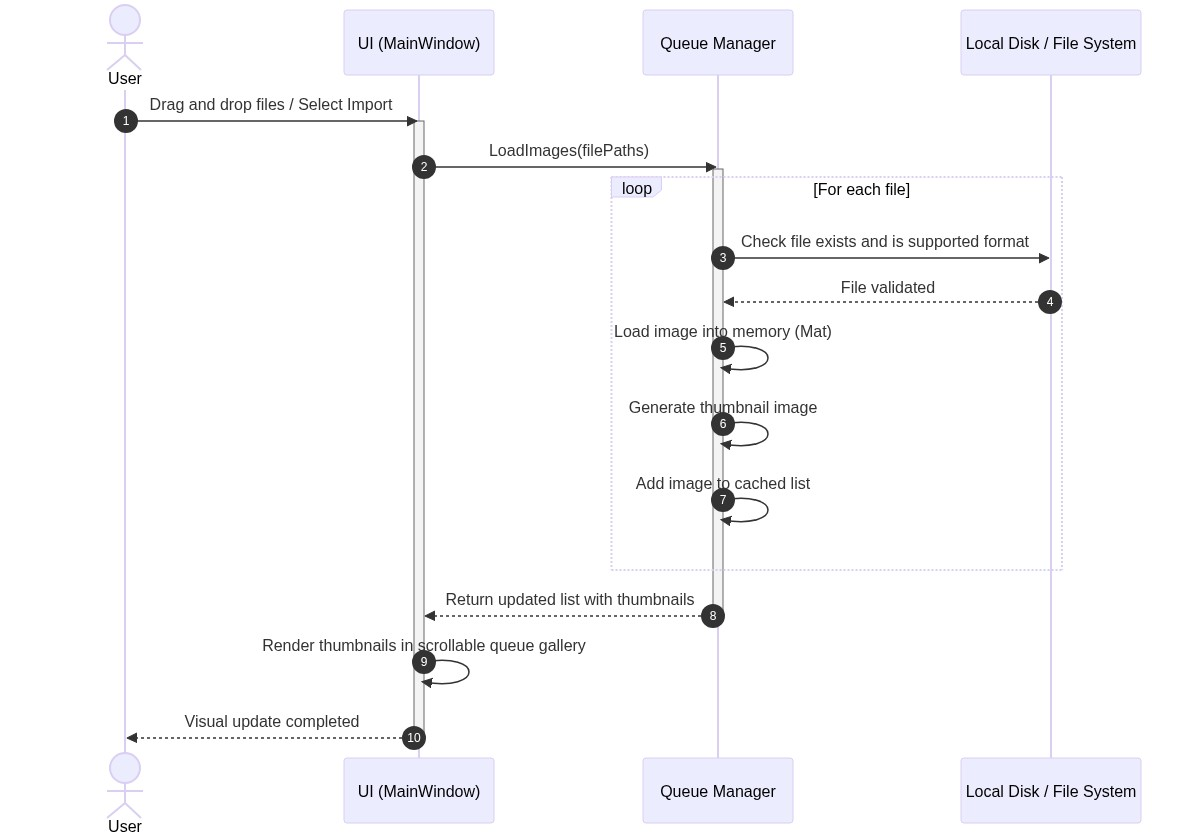 User
UI (MainWindow)
Queue Manager
Local Disk / File System
Drag and drop files / Select Import
1
LoadImages(filePaths)
2
loop
[For each file]
Check file exists and is supported format
3
File validated
4
Load image into memory (Mat)
5
Generate thumbnail image
6
Add image to cached list
7
Return updated list with thumbnails
8
Render thumbnails in scrollable queue gallery
9
Visual update completed
10
User
UI (MainWindow)
Queue Manager
Local Disk / File System